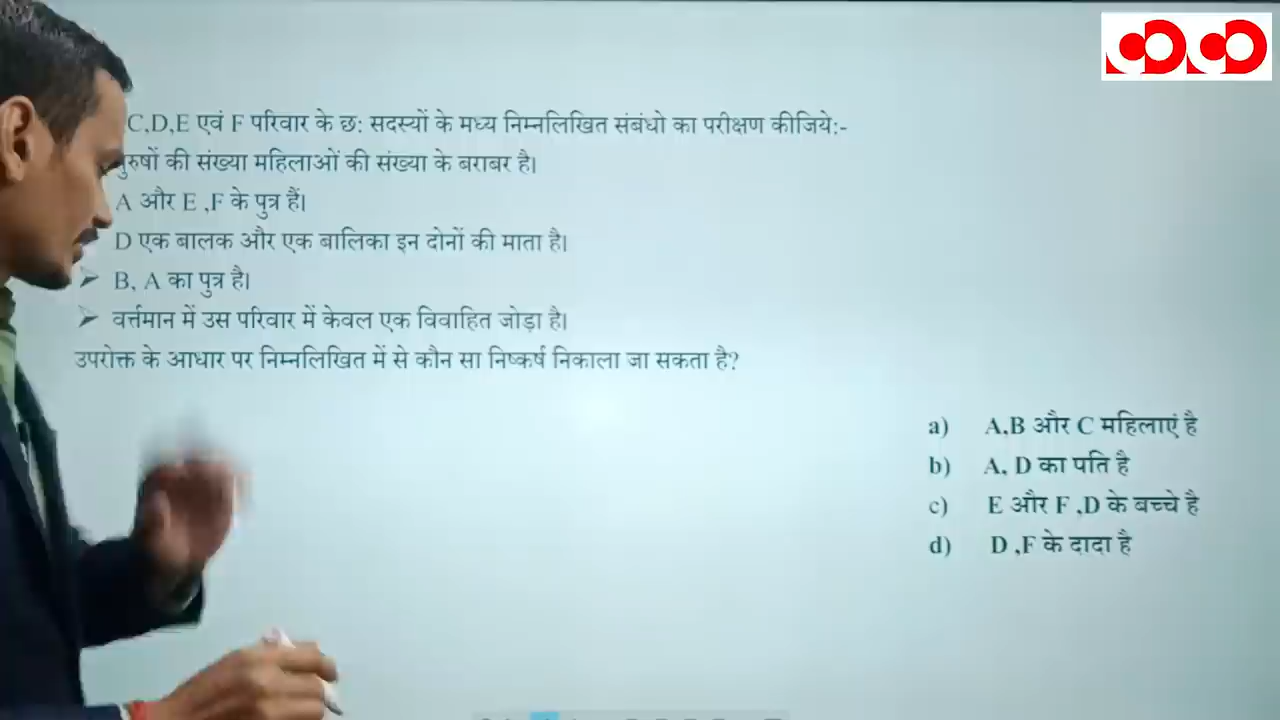 C,D,E एवं F परिवार के छ: सदस्यों के मध्य निम्नलिखित संबंधो का परीक्षण कीजिये:-
पुरुषों की संख्या महिलाओं की संख्या के बराबर है।
A और E ,F के पुत्र हैं।
D एक बालक और एक बालिका इन दोनों की माता है।
➢ B, A का पुत्र है।
➢ वर्त्तमान में उस परिवार में केवल एक विवाहित जोड़ा है।
उपरोक्त के आधार पर निम्नलिखित में से कौन सा निष्कर्ष निकाला जा सकता है?
a) A,B और C महिलाएं है
b) A, D का पति है
c) E और F ,D के बच्चे है
d) D ,F के दादा है